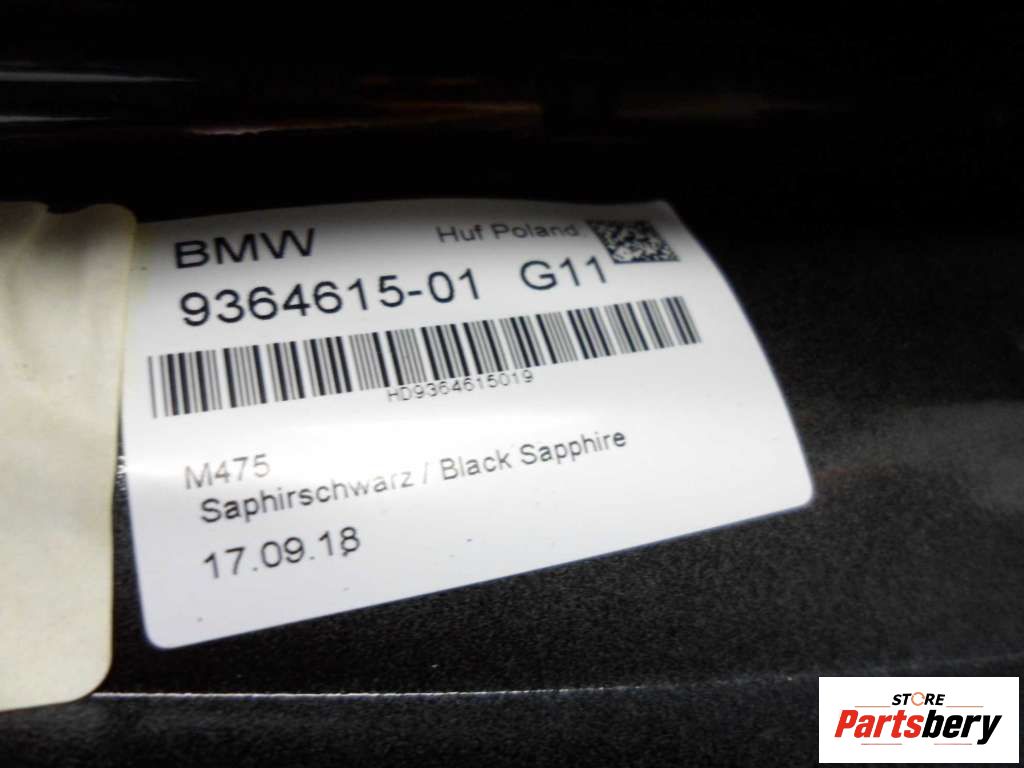 BMW Huf Poland
9364615-01 G11
HD9364615019
M475
Saphirschwarz / Black Sapphire
17.09.18
STORE
Partsbery